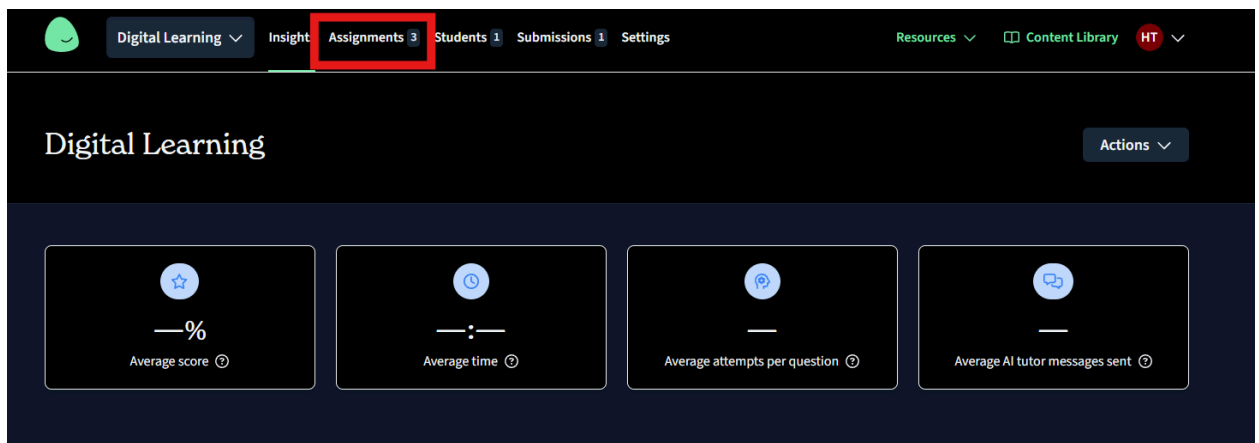 Digital Learning Insight Assignments 3 Students 1 Submissions 1 Settings Resources Content Library HT
Digital Learning
Actions
—% —:— — —
Average score Average time Average attempts per question Average AI tutor messages sent